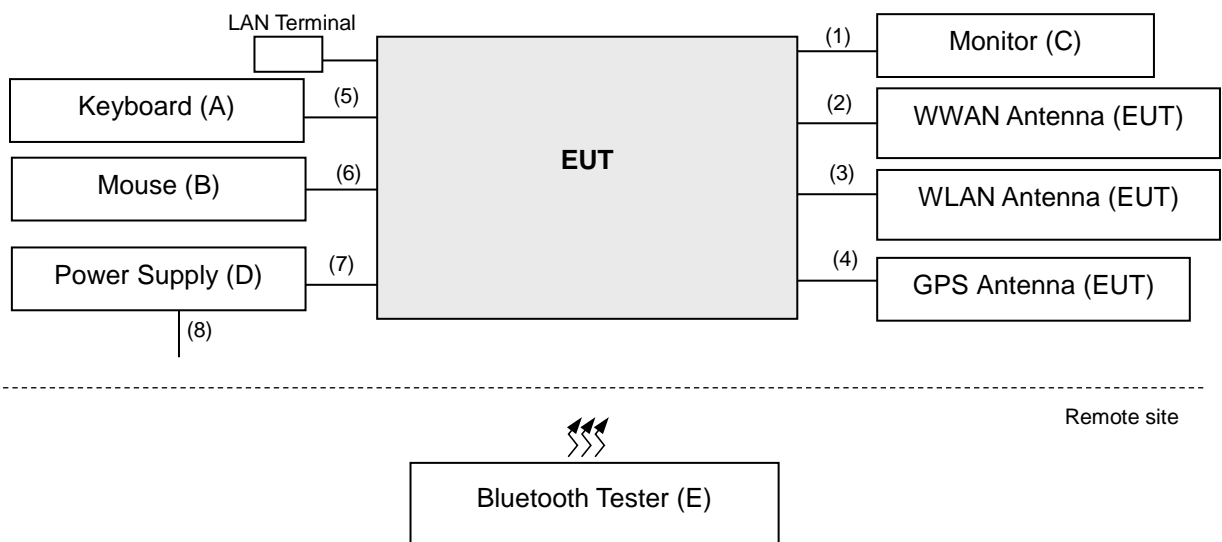 LAN Terminal
(1)
Monitor (C)
Keyboard (A)
(5)
(2)
WWAN Antenna (EUT)
EUT
Mouse (B)
(6)
(3)
WLAN Antenna (EUT)
Power Supply (D)
(7)
(4)
GPS Antenna (EUT)
(8)
Remote site
Bluetooth Tester (E)